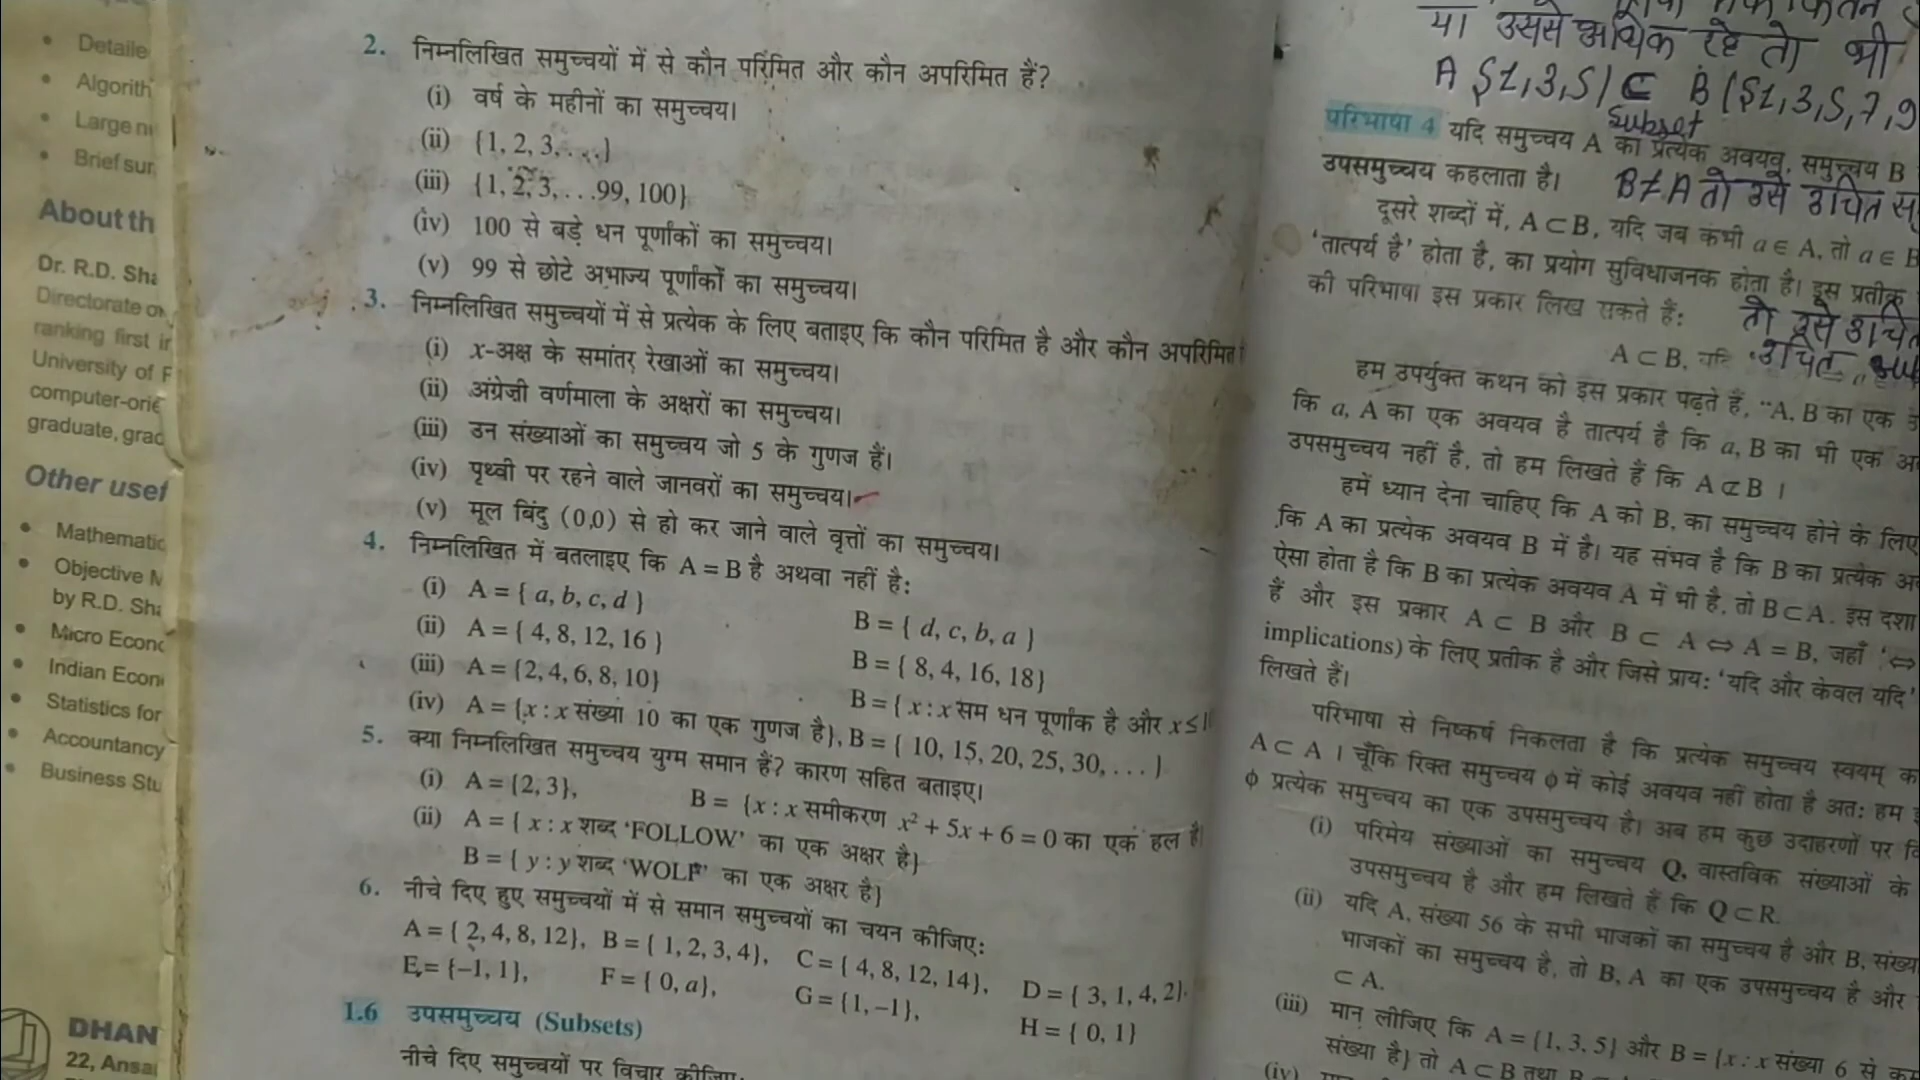 Detaile
Algorith
Large n
Brief sur
About th
Dr. R.D. Sha
Directorate o
ranking first in
University of
computer-orie
graduate, grad
Other usef
Mathematic
Objective M
by R.D. Sha
Micro Econo
Indian Econ
Statistics for
Accountancy
Business Stu
DHAN
22, Ansa
2. निम्नलिखित समुच्चयों में से कौन परिमित और कौन अपरिमित हैं?
(i) वर्ष के महीनों का समुच्चय।
(ii) {1, 2, 3, . . .}
(iii) {1, 2, 3, . . . 99, 100}
(iv) 100 से बड़े धन पूर्णांकों का समुच्चय।
(v) 99 से छोटे अभाज्य पूर्णांकों का समुच्चय।
3. निम्नलिखित समुच्चयों में से प्रत्येक के लिए बताइए कि कौन परिमित है और कौन अपरिमित
(i) x-अक्ष के समांतर रेखाओं का समुच्चय।
(ii) अंग्रेज़ी वर्णमाला के अक्षरों का समुच्चय।
(iii) उन संख्याओं का समुच्चय जो 5 के गुणज हैं।
(iv) पृथ्वी पर रहने वाले जानवरों का समुच्चय।
(v) मूल बिंदु (0,0) से हो कर जाने वाले वृत्तों का समुच्चय।
4. निम्नलिखित में बतलाइए कि A = B है अथवा नहीं है:
(i) A = { a, b, c, d } B = { d, c, b, a }
(ii) A = { 4, 8, 12, 16 } B = { 8, 4, 16, 18}
(iii) A = {2, 4, 6, 8, 10} B = { x : x सम धन पूर्णांक है और x ≤ 10
(iv) A = {x : x संख्या 10 का एक गुणज है}, B = { 10, 15, 20, 25, 30, . . . }
5. क्या निम्नलिखित समुच्चय युग्म समान हैं? कारण सहित बताइए।
(i) A = {2, 3}, B = {x : x समीकरण x² + 5x + 6 = 0 का एक हल है
(ii) A = { x : x शब्द ‘FOLLOW’ का एक अक्षर है}
B = { y : y शब्द ‘WOLF’ का एक अक्षर है}
6. नीचे दिए हुए समुच्चयों में से समान समुच्चयों का चयन कीजिए:
A = { 2, 4, 8, 12}, B = { 1, 2, 3, 4}, C = { 4, 8, 12, 14}, D = { 3, 1, 4, 2}.
E = {–1, 1}, F = { 0, a}, G = {1, –1}, H = { 0, 1}
1.6 उपसमुच्चय (Subsets)
नीचे दिए समुच्चयों पर विचार कीजिए:
या उससे अधिक रहे तो भी
A {1,3,5} ⊂ B {1,3,5,7,9
Subset
परिभाषा 4 यदि समुच्चय A का प्रत्येक अवयव, समुच्चय B
उपसमुच्चय कहलाता है।
B≠A तो उसे उचित
दूसरे शब्दों में, A ⊂ B, यदि जब कभी a ∈ A, तो a ∈ B
‘तात्पर्य है’ होता है, का प्रयोग सुविधाजनक होता है। इस प्रतीक
की परिभाषा इस प्रकार लिख सकते हैं:
तो उसे उचित
A ⊂ B, यदि
उचित
हम उपर्युक्त कथन को इस प्रकार पढ़ते हैं, “A, B का एक
कि a, A का एक अवयव है तात्पर्य है कि a, B का भी एक
उपसमुच्चय नहीं है, तो हम लिखते हैं कि A ⊄ B ।
हमें ध्यान देना चाहिए कि A को B, का समुच्चय होने के लिए
कि A का प्रत्येक अवयव B में है। यह संभव है कि B का प्रत्येक
ऐसा होता है कि B का प्रत्येक अवयव A में भी है, तो B ⊂ A. इस दशा
हैं और इस प्रकार A ⊂ B और B ⊂ A ⇔ A = B, जहाँ ‘⇔
implications) के लिए प्रतीक है और जिसे प्राय: ‘यदि और केवल यदि’
लिखते हैं।
परिभाषा से निष्कर्ष निकलता है कि प्रत्येक समुच्चय स्वयम् का
A ⊂ A । चूँकि रिक्त समुच्चय φ में कोई अवयव नहीं होता है अत: हम
φ प्रत्येक समुच्चय का एक उपसमुच्चय है। अब हम कुछ उदाहरणों पर
(i) परिमेय संख्याओं का समुच्चय Q, वास्तविक संख्याओं के
उपसमुच्चय है और हम लिखते हैं कि Q ⊂ R.
(ii) यदि A, संख्या 56 के सभी भाजकों का समुच्चय है और B, संख्या
भाजकों का समुच्चय है, तो B, A का एक उपसमुच्चय है और
⊂ A.
(iii) मान लीजिए कि A = {1, 3, 5} और B = {x : x संख्या 6 से कम
संख्या है} तो A ⊂ B तथा B
(iv)